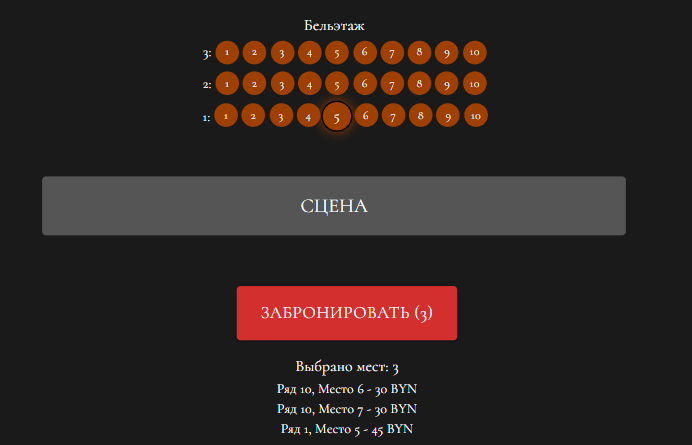 Бельэтаж
3: 1 2 3 4 5 6 7 8 9 10
2: 1 2 3 4 5 6 7 8 9 10
1: 1 2 3 4 5 6 7 8 9 10
СЦЕНА
ЗАБРОНИРОВАТЬ (3)
Выбрано мест: 3
Ряд 10, Место 6 - 30 BYN
Ряд 10, Место 7 - 30 BYN
Ряд 1, Место 5 - 45 BYN